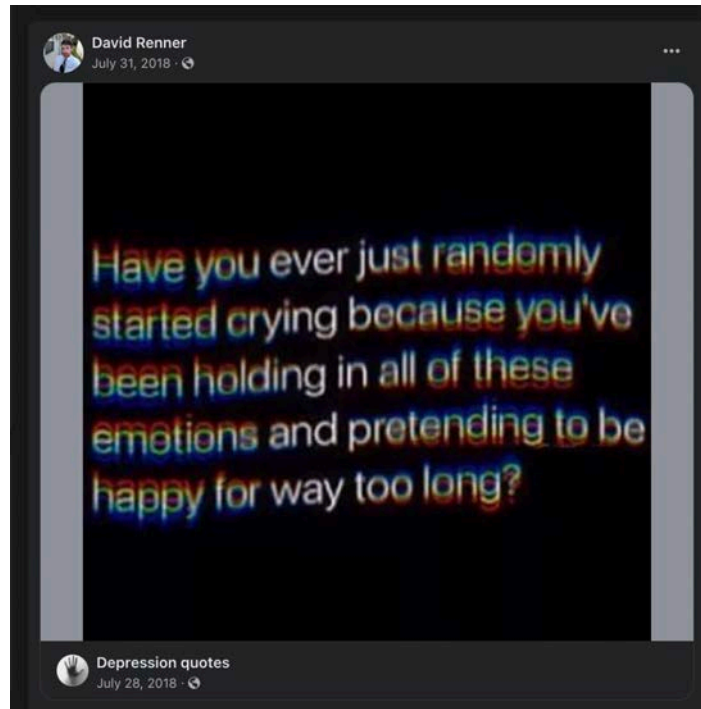 David Renner
July 31, 2018 ·
Have you ever just randomly
started crying because you've
been holding in all of these
emotions and pretending to be
happy for way too long?
Depression quotes
July 28, 2018 ·